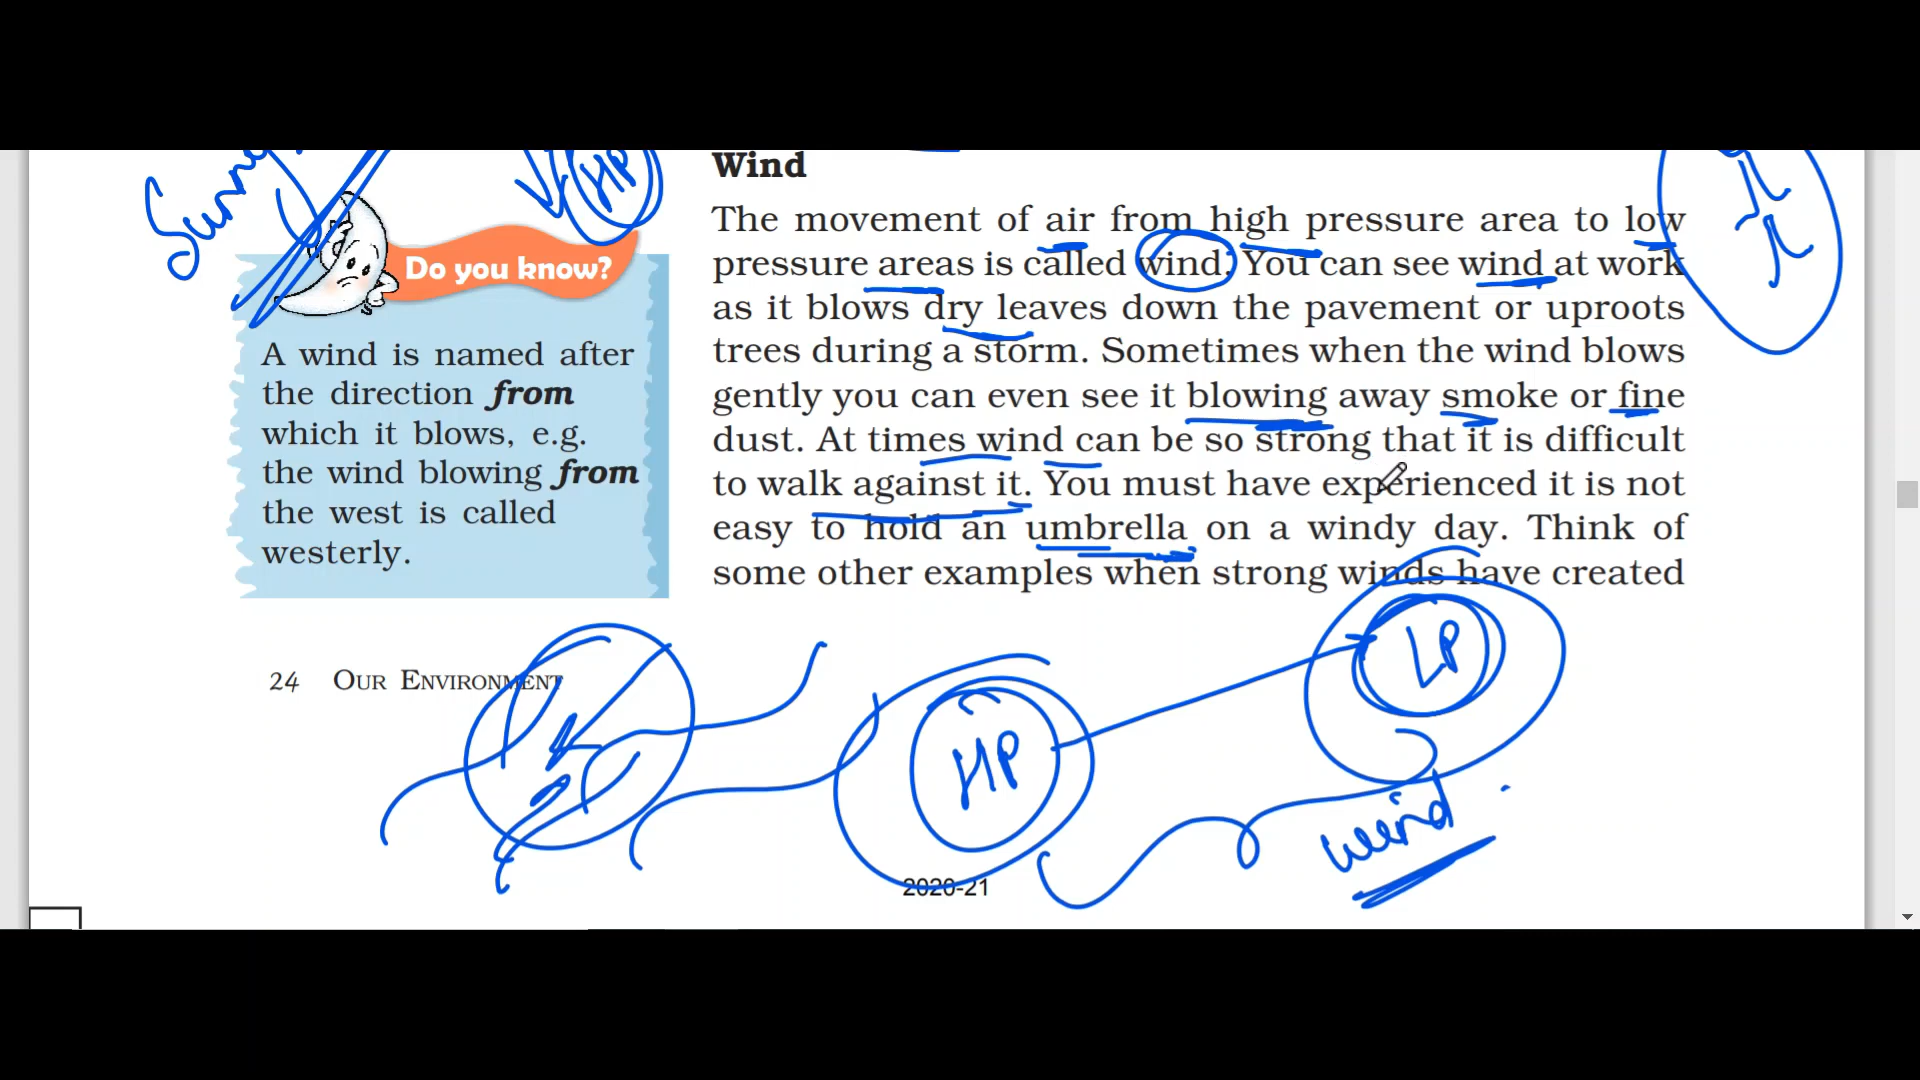 HP
Wind
The movement of air from high pressure area to low
pressure areas is called wind. You can see wind at work
as it blows dry leaves down the pavement or uproots
trees during a storm. Sometimes when the wind blows
gently you can even see it blowing away smoke or fine
dust. At times wind can be so strong that it is difficult
to walk against it. You must have experienced it is not
easy to hold an umbrella on a windy day. Think of
some other examples when strong winds have created
Do you know?
A wind is named after
the direction from
which it blows, e.g.
the wind blowing from
the west is called
westerly.
LP
HP
wind
24 OUR ENVIRONMENT
2020-21